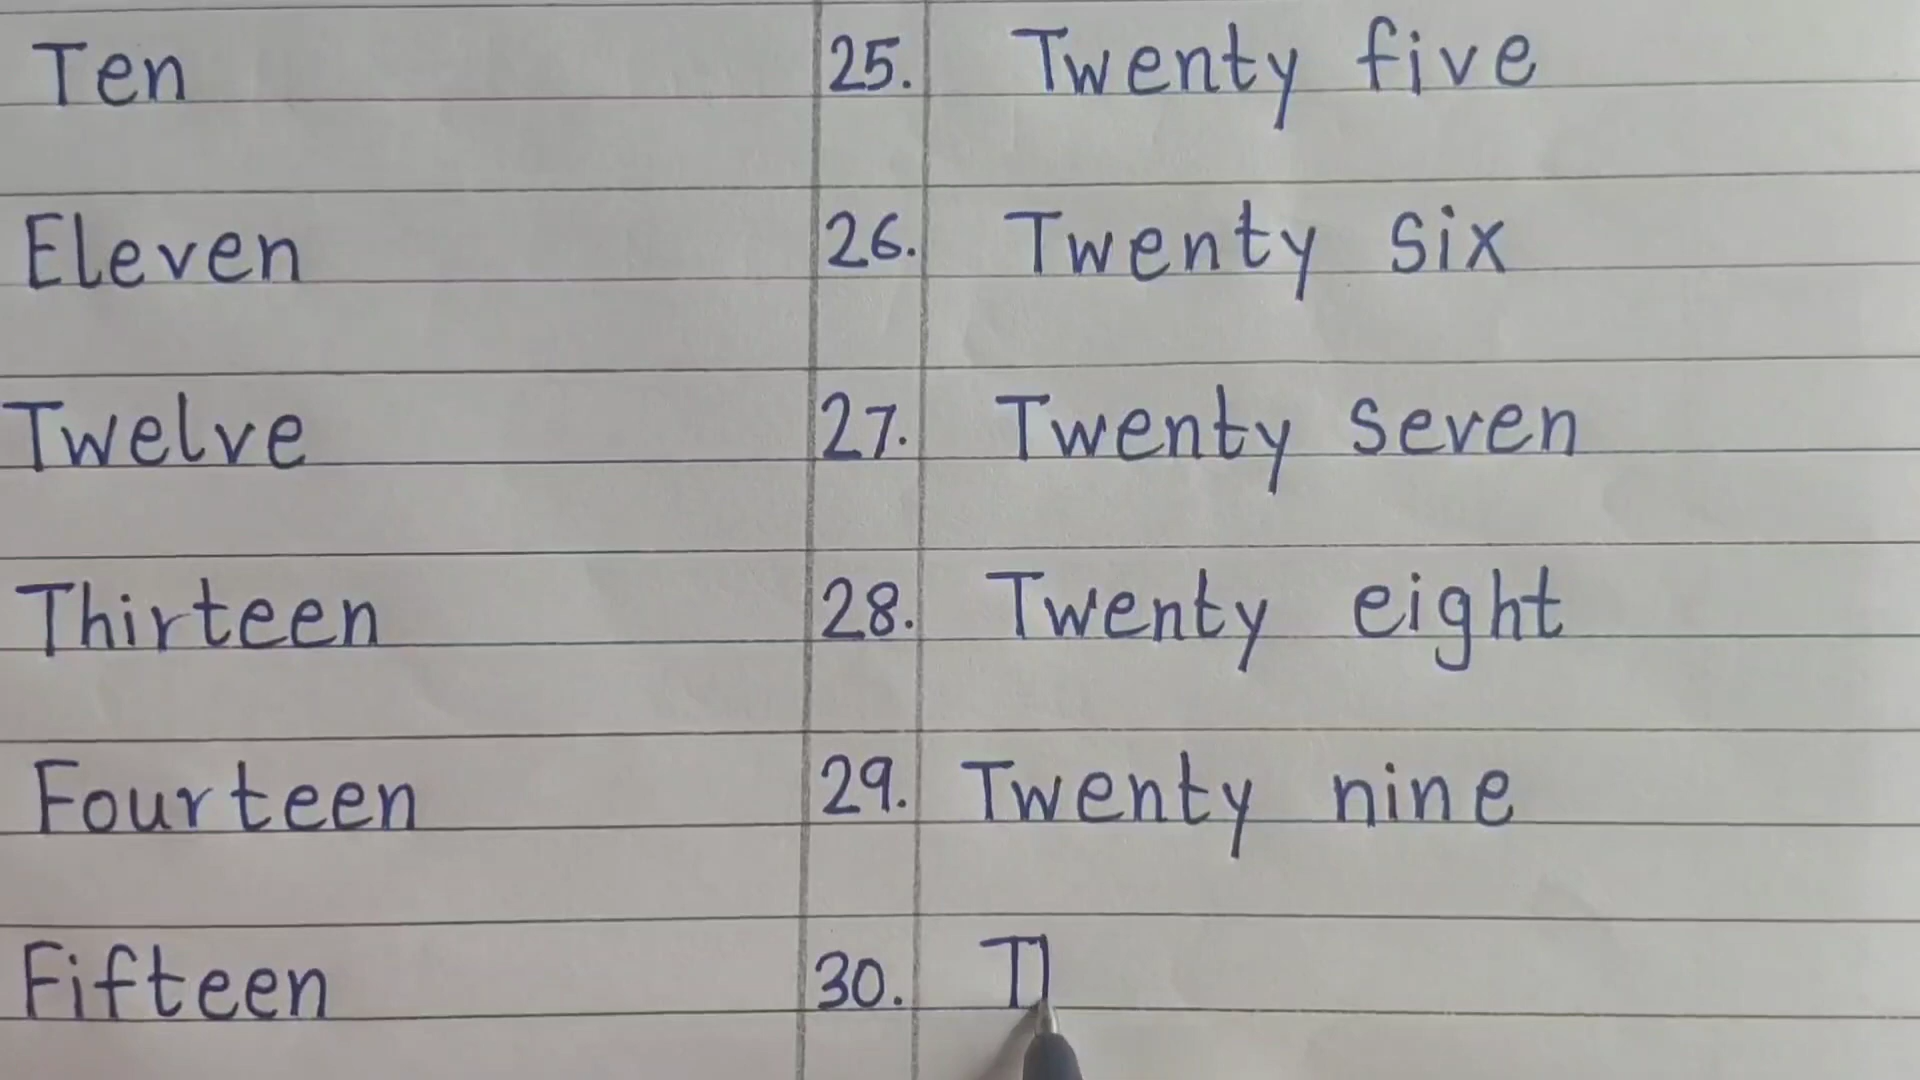 Ten 25. Twenty five
Eleven 26. Twenty six
Twelve 27. Twenty seven
Thirteen 28. Twenty eight
Fourteen 29. Twenty nine
Fifteen 30. T